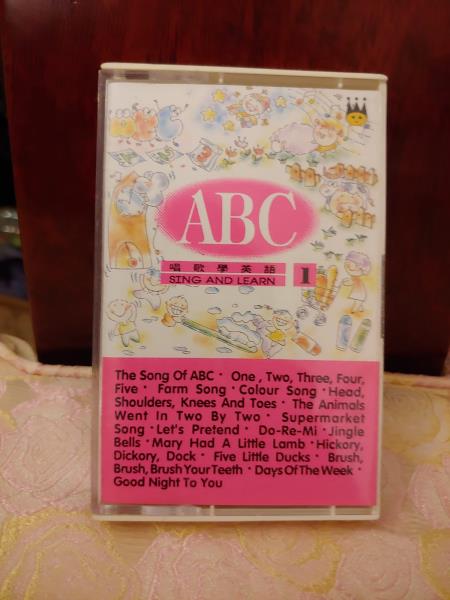 ABC
唱歌學英語
SING AND LEARN
1
The Song Of ABC · One , Two, Three, Four,
Five · Farm Song · Colour Song · Head,
Shoulders, Knees And Toes · The Animals
Went In Two By Two · Supermarket
Song · Let's Pretend · Do-Re-Mi · Jingle
Bells · Mary Had A Little Lamb · Hickory,
Dickory, Dock · Five Little Ducks · Brush,
Brush, Brush Your Teeth · Days Of The Week ·
Good Night To You